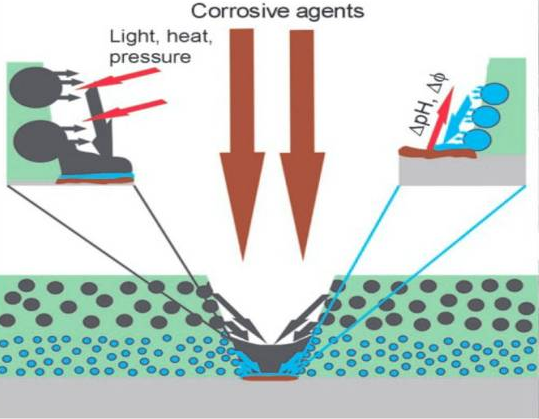 Corrosive agents
Light, heat,
pressure
ΔpH, Δϕ